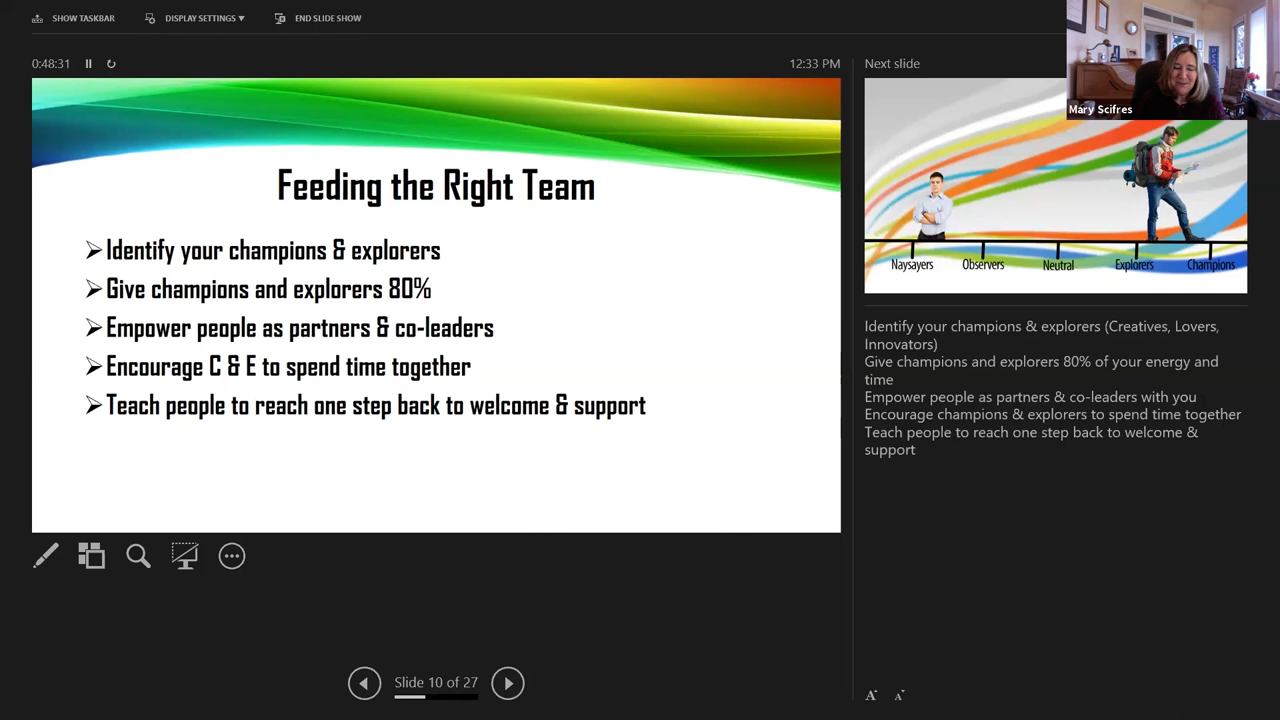 SHOW TASKBAR
DISPLAY SETTINGS ▼
END SLIDE SHOW
0:48:31
12:33 PM
Feeding the Right Team
➢Identify your champions & explorers
➢Give champions and explorers 80%
➢Empower people as partners & co-leaders
➢Encourage C & E to spend time together
➢Teach people to reach one step back to welcome & support
Slide 10 of 27
Next slide
Mary Scifres
Naysayers
Observers
Neutral
Explorers
Champions
Identify your champions & explorers (Creatives, Lovers,
Innovators)
Give champions and explorers 80% of your energy and
time
Empower people as partners & co-leaders with you
Encourage champions & explorers to spend time together
Teach people to reach one step back to welcome &
support
A
A